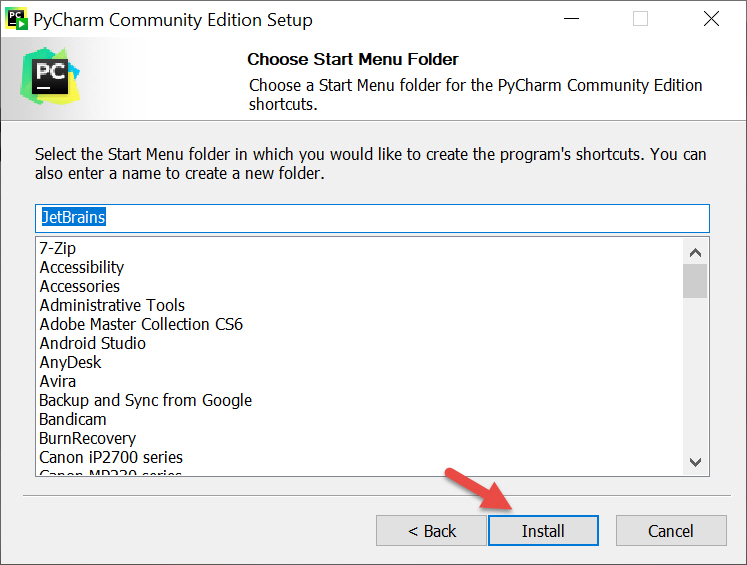 PyCharm Community Edition Setup
PC
Choose Start Menu Folder
Choose a Start Menu folder for the PyCharm Community Edition
shortcuts.
Select the Start Menu folder in which you would like to create the program's shortcuts. You can
also enter a name to create a new folder.
JetBrains
7-Zip
Accessibility
Accessories
Administrative Tools
Adobe Master Collection CS6
Android Studio
AnyDesk
Avira
Backup and Sync from Google
Bandicam
BurnRecovery
Canon iP2700 series
Canon MP230 series
< Back
Install
Cancel